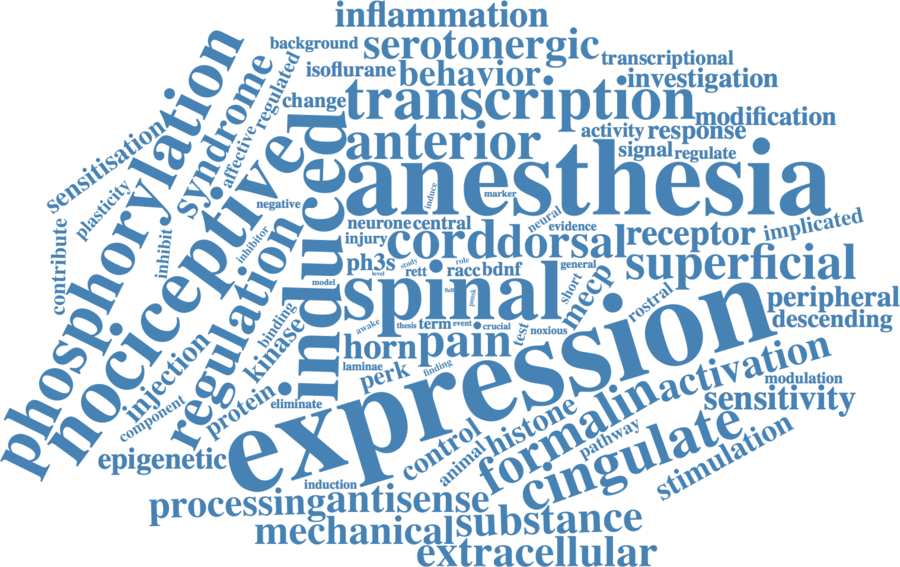 inflammation
background
serotonergic
transcriptional
isoflurane
behavior
investigation
change
transcription
modification
activity
response
anterior
signal
regulate
anesthesia
sensitisation
phosphorylation
syndrome
regulated
affective
plasticity
nociceptived
induced
negative
contribute
inhibit
inhibitor
regulation
induce
marker
neurone
central
neural
evidence
implicated
injury
cord
dorsal
receptor
ph3s
study
role
general
superficial
level
rett
racc
bdnf
model
spinal
full
short
mecp
rostral
peripheral
descending
awake
thesis
term
event
crucial
test
noxious
binding
kinase
horn
pain
laminae
perk
finding
expression
injection
component
protein
eliminate
activation
modulation
sensitivity
formalin
histone
control
animal
pathway
cingulate
stimulation
epigenetic
induction
processing
antisense
mechanical
substance
extracellular